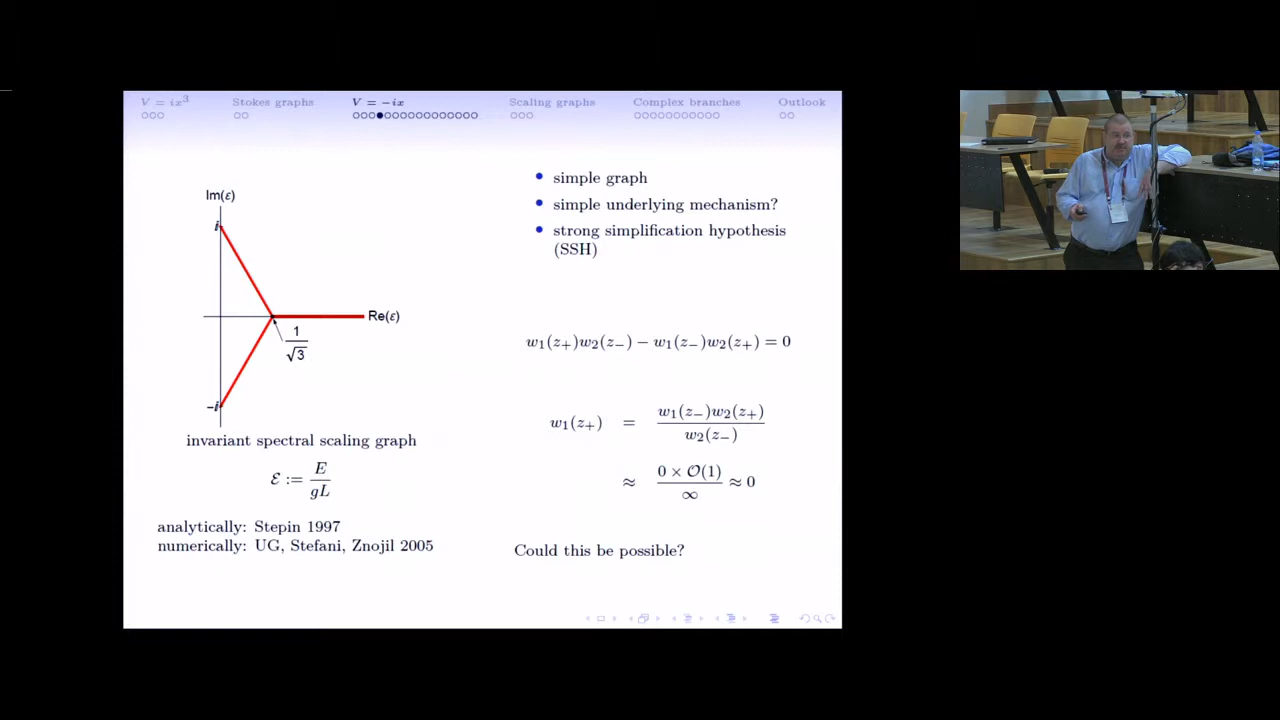 V = ix³ Stokes graphs V = −ix Scaling graphs Complex branches Outlook
Im(ε)
i
Re(ε)
1
√3
−i
invariant spectral scaling graph
ℰ := E/gL
analytically: Stepin 1997
numerically: UG, Stefani, Znojil 2005
• simple graph
• simple underlying mechanism?
• strong simplification hypothesis
(SSH)
w₁(z₊)w₂(z₋) − w₁(z₋)w₂(z₊) = 0
w₁(z₊) = w₁(z₋)w₂(z₊)/w₂(z₋)
≈ 0 × 𝒪(1)/∞ ≈ 0
Could this be possible?